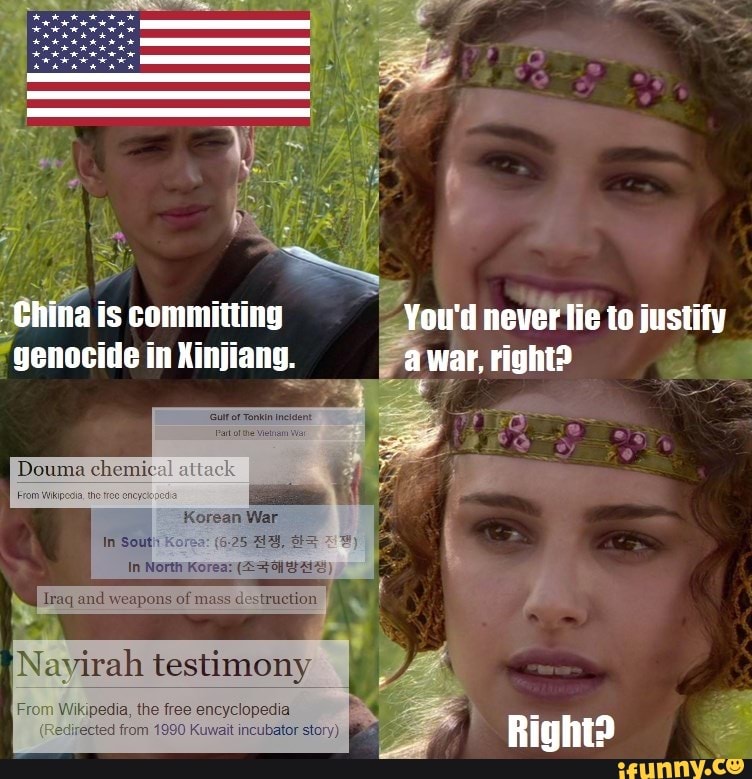 China is committing
genocide in Xinjiang.
You'd never lie to justify
a war, right?
Gulf of Tonkin incident
Part of the Vietnam War
Douma chemical attack
From Wikipedia, the free encyclopedia
Korean War
In South Korea: (6·25 전쟁, 한국 전쟁)
In North Korea: (조국해방전쟁)
Iraq and weapons of mass destruction
Nayirah testimony
From Wikipedia, the free encyclopedia
(Redirected from 1990 Kuwait incubator story)
Right?
ifunny.co